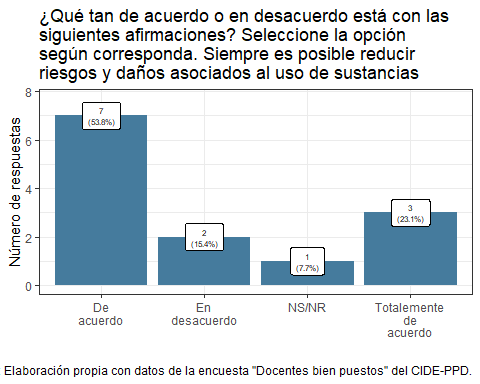 ¿Qué tan de acuerdo o en desacuerdo está con las
siguientes afirmaciones? Seleccione la opción
según corresponda. Siempre es posible reducir
riesgos y daños asociados al uso de sustancias
Número de respuestas
8
6
4
2
0
7
(53.8%)
2
(15.4%)
1
(7.7%)
3
(23.1%)
De
acuerdo
En
desacuerdo
NS/NR
Totalemente
de
acuerdo
Elaboración propia con datos de la encuesta "Docentes bien puestos" del CIDE-PPD.